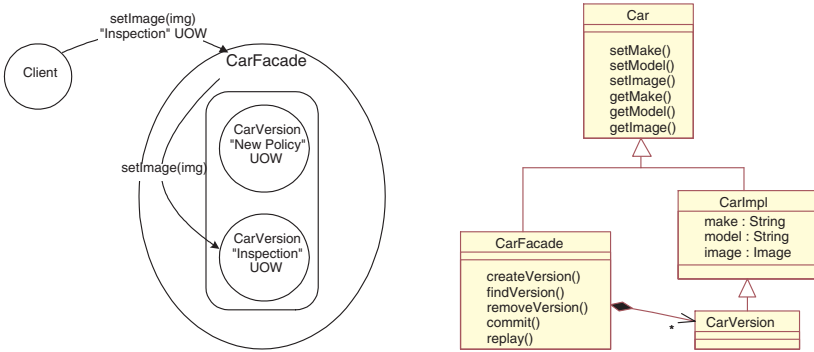 setImage(img)
"Inspection" UOW
Client
CarFacade
CarVersion
"New Policy"
UOW
setImage(img)
CarVersion
"Inspection"
UOW
Car
setMake()
setModel()
setImage()
getMake()
getModel()
getImage()
CarImpl
make : String
model : String
image : Image
CarFacade
createVersion()
findVersion()
removeVersion()
commit()
replay()
*
CarVersion